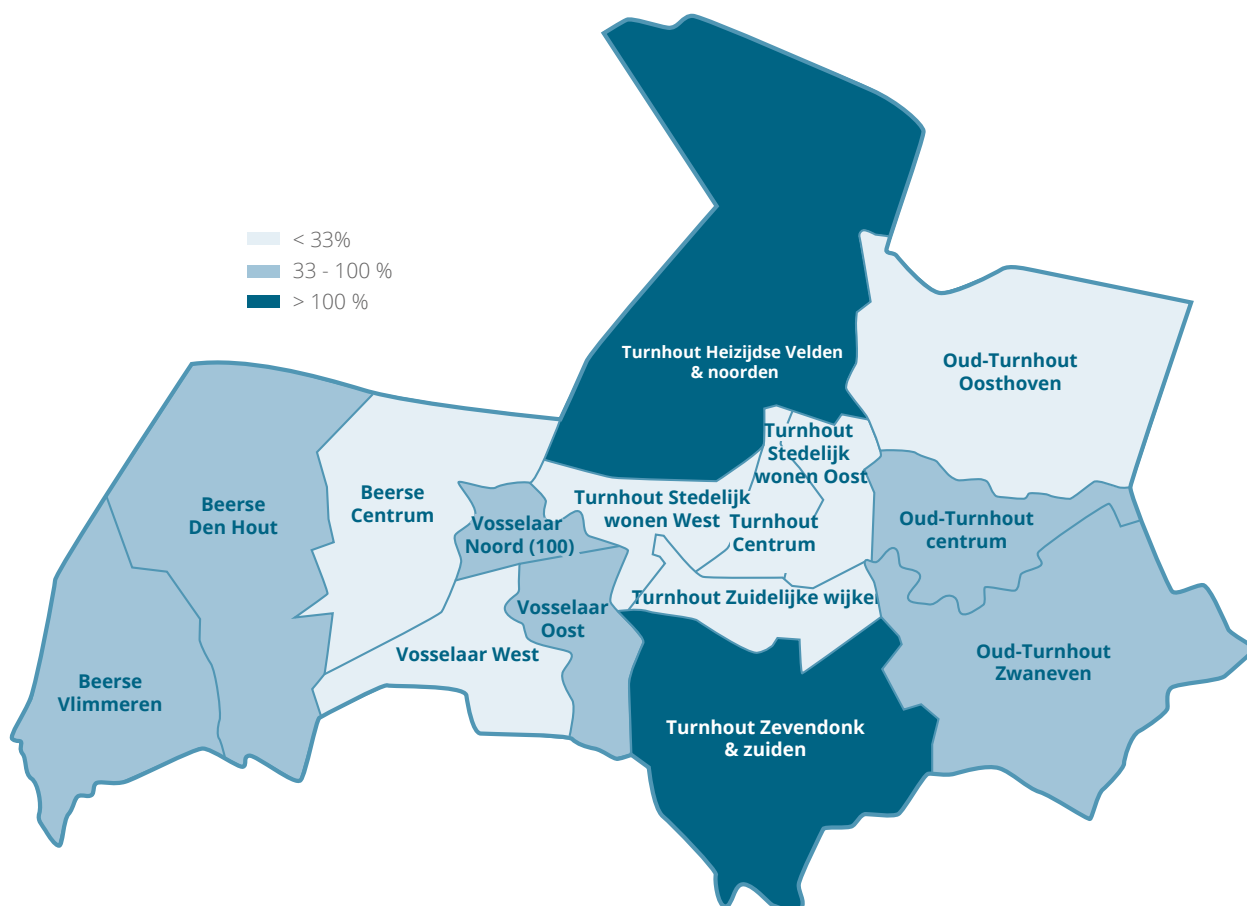 < 33%
33 - 100 %
> 100 %
Turnhout Heizijdse Velden
& noorden
Oud-Turnhout
Oosthoven
Turnhout
Stedelijk
wonen Oost
Beerse
Centrum
Beerse
Den Hout
Turnhout Stedelijk
wonen West
Vosselaar
Noord (100)
Turnhout
Centrum
Oud-Turnhout
centrum
Turnhout Zuidelijke wijken
Vosselaar
Oost
Vosselaar West
Oud-Turnhout
Zwaneven
Beerse
Vlimmeren
Turnhout Zevendonk
& zuiden